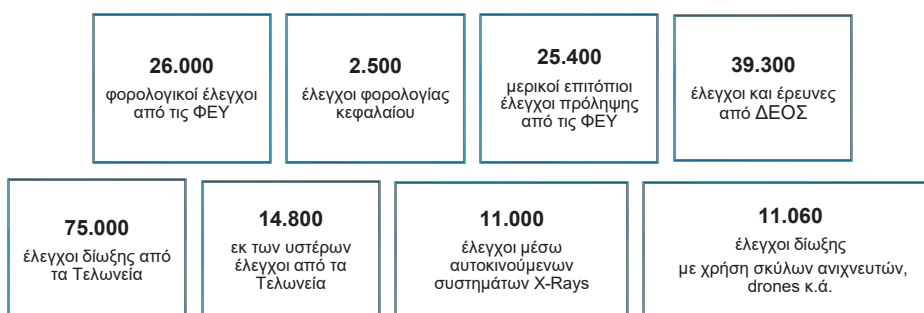 26.000
φορολογικοί έλεγχοι
από τις ΦΕΥ
2.500
έλεγχοι φορολογίας
κεφαλαίου
25.400
μερικοί επιτόπιοι
έλεγχοι πρόληψης
από τις ΦΕΥ
39.300
έλεγχοι και έρευνες
από ΔΕΟΣ
75.000
έλεγχοι δίωξης από
τα Τελωνεία
14.800
εκ των υστέρων
έλεγχοι από τα
Τελωνεία
11.000
έλεγχοι μέσω
αυτοκινούμενων
συστημάτων X-Rays
11.060
έλεγχοι δίωξης
με χρήση σκύλων ανιχνευτών,
drones κ.ά.